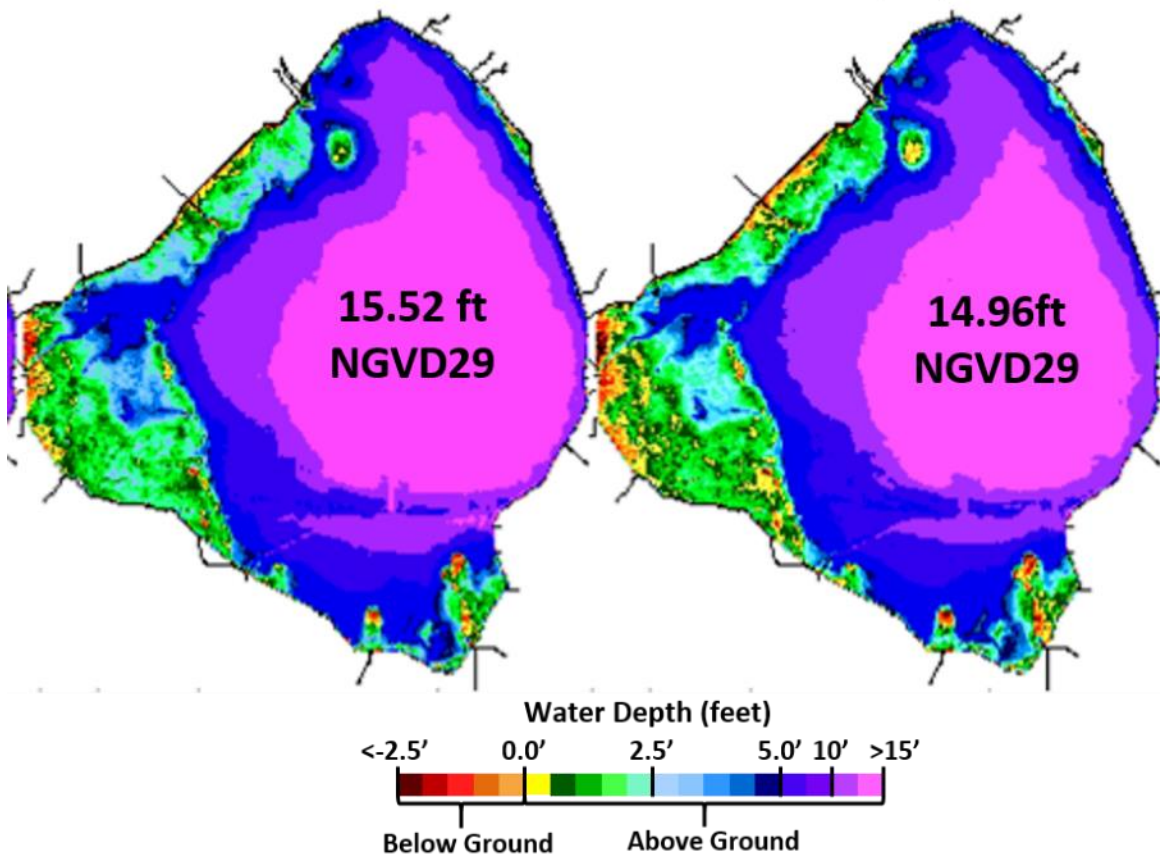 15.52 ft
NGVD29
14.96ft
NGVD29
Water Depth (feet)
<-2.5’ 0.0’ 2.5’ 5.0’ 10’ >15’
Below Ground Above Ground